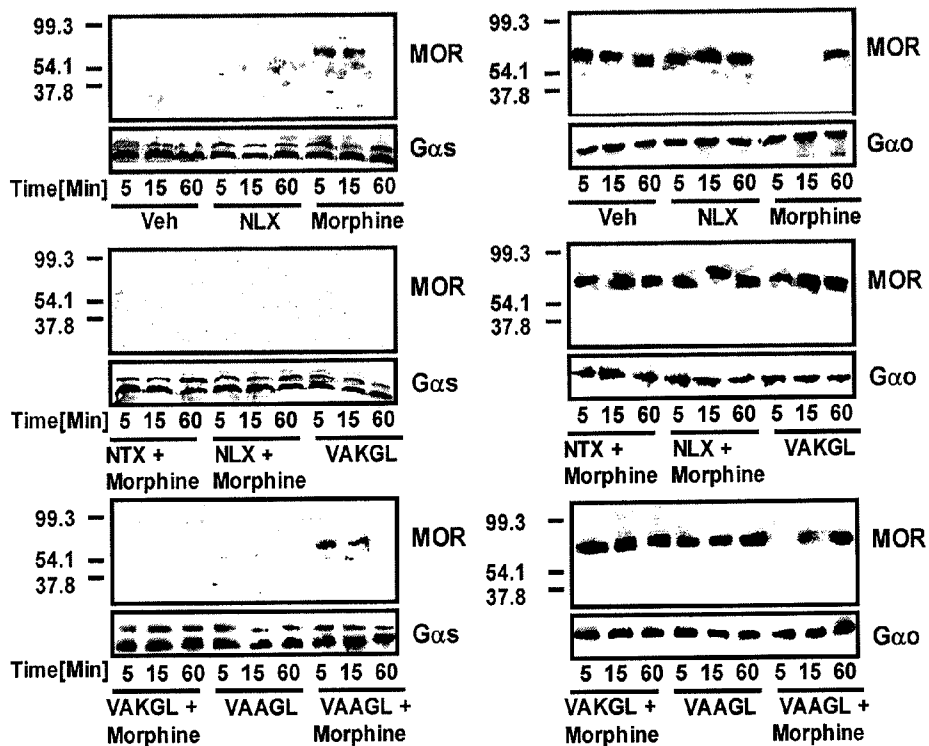 99.3
54.1
37.8
MOR
Gαs
Time[Min] 5 15 60 5 15 60 5 15 60
Veh NLX Morphine
99.3
54.1
37.8
MOR
Gαo
5 15 60 5 15 60 5 15 60
Veh NLX Morphine
99.3
54.1
37.8
MOR
Gαs
Time[Min] 5 15 60 5 15 60 5 15 60
NTX + NLX + VAKGL
Morphine Morphine
99.3
54.1
37.8
MOR
Gαo
5 15 60 5 15 60 5 15 60
NTX + NLX + VAKGL
Morphine Morphine
99.3
54.1
37.8
MOR
Gαs
Time[Min] 5 15 60 5 15 60 5 15 60
VAKGL + VAAGL VAAGL +
Morphine Morphine
99.3
54.1
37.8
MOR
Gαo
5 15 60 5 15 60 5 15 60
VAKGL + VAAGL VAAGL +
Morphine Morphine